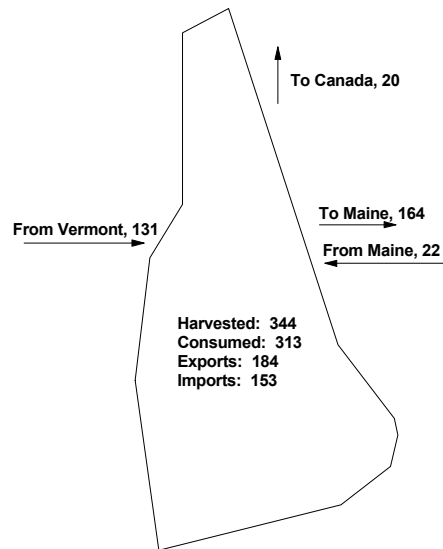 To Canada, 20
To Maine, 164
From Vermont, 131
From Maine, 22
Harvested: 344
Consumed: 313
Exports: 184
Imports: 153